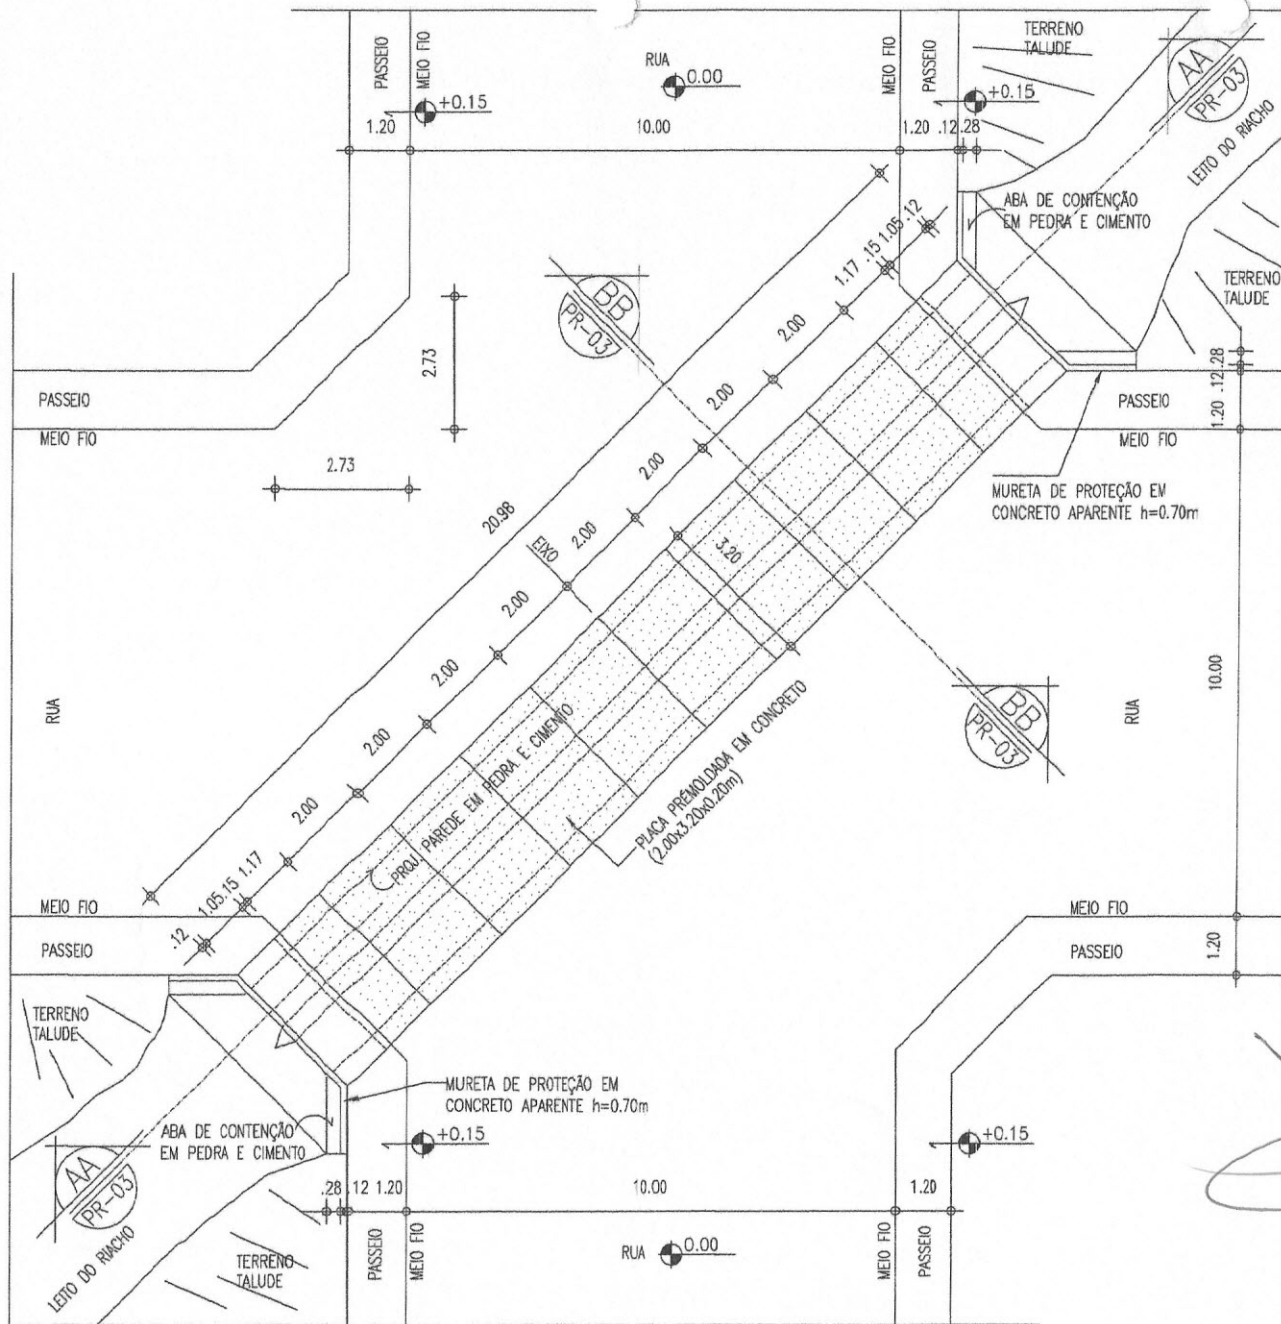 TERRENO
TALUDE
AA
PR-03
PASSEIO
MEIO FIO
RUA
0.00
MEIO FIO
PASSEIO
+0.15
+0.15
1.20
10.00
1.20 .12 .28
LEITO DO RIACHO
ABA DE CONTENÇÃO
EM PEDRA E CIMENTO
1.17 .15 1.05 .12
TERRENO
TALUDE
BB
PR-03
2.00
2.73
.28
.12
1.20
PASSEIO
MEIO FIO
2.00
PASSEIO
MEIO FIO
2.73
2.00
MURETA DE PROTEÇÃO EM
CONCRETO APARENTE h=0.70m
20.98
EIXO
2.00
3.20
2.00
2.00
10.00
RUA
RUA
BB
PR-03
2.00
PROJ. PAREDE EM PEDRA E CIMENTO
PLACA PRÉMOLDADA EM CONCRETO
(2.00x3.20x0.20m)
2.00
.12
1.05 .15 1.17
MEIO FIO
PASSEIO
MEIO FIO
PASSEIO
1.20
TERRENO
TALUDE
MURETA DE PROTEÇÃO EM
CONCRETO APARENTE h=0.70m
ABA DE CONTENÇÃO
EM PEDRA E CIMENTO
+0.15
+0.15
AA
PR-03
.28 .12 1.20
10.00
1.20
LEITO DO RIACHO
TERRENO
TALUDE
PASSEIO
MEIO FIO
RUA
0.00
MEIO FIO
PASSEIO